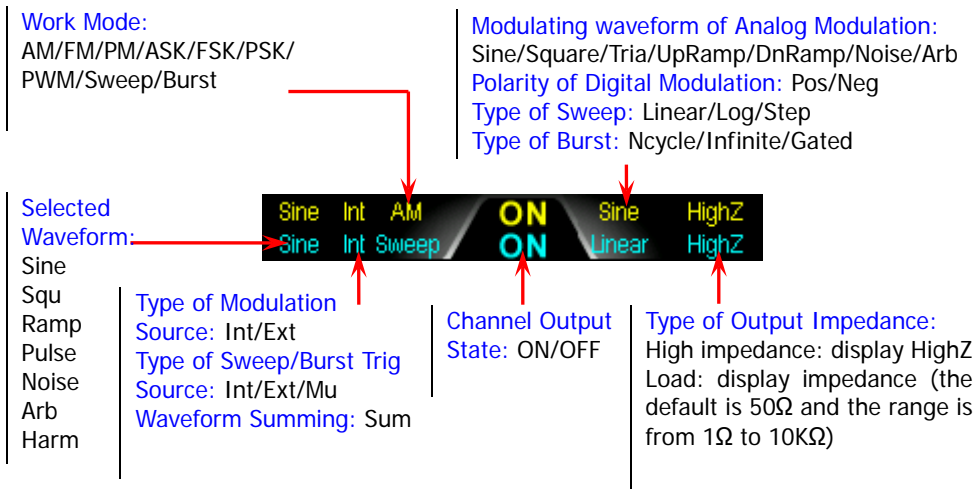 Work Mode:
AM/FM/PM/ASK/FSK/PSK/
PWM/Sweep/Burst
Modulating waveform of Analog Modulation:
Sine/Square/Tria/UpRamp/DnRamp/Noise/Arb
Polarity of Digital Modulation: Pos/Neg
Type of Sweep: Linear/Log/Step
Type of Burst: Ncycle/Infinite/Gated
Sine Int AM ON Sine HighZ
Sine Int Sweep ON Linear HighZ
Selected
Waveform:
Sine
Squ
Ramp
Pulse
Noise
Arb
Harm
Type of Modulation
Source: Int/Ext
Type of Sweep/Burst Trig
Source: Int/Ext/Mu
Waveform Summing: Sum
Channel Output
State: ON/OFF
Type of Output Impedance:
High impedance: display HighZ
Load: display impedance (the
default is 50Ω and the range is
from 1Ω to 10KΩ)